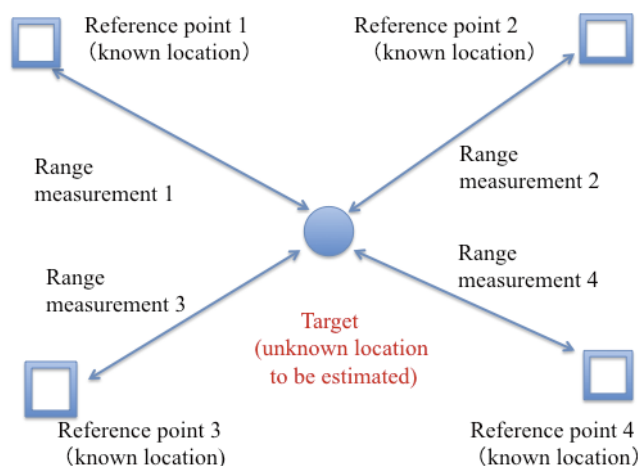 Reference point 1
（known location）
Reference point 2
（known location）
Range
measurement 1
Range
measurement 2
Range
measurement 3
Range
measurement 4
Target
(unknown location
to be estimated)
Reference point 3
（known location)
Reference point 4
（known location）